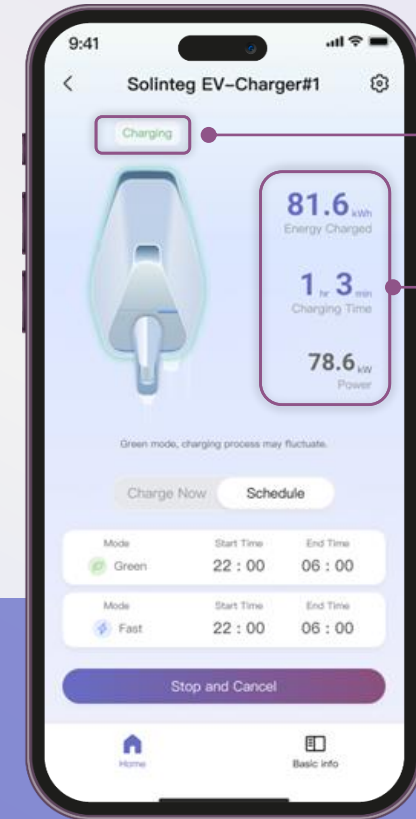 9:41
Solinteg EV-Charger#1
Charging
81.6 kWh
Energy Charged
1 hr 3 min
Charging Time
78.6 kW
Power
Green mode, charging process may fluctuate.
Charge Now Schedule
Mode Start Time End Time
Green 22 : 00 06 : 00
Mode Start Time End Time
Fast 22 : 00 06 : 00
Stop and Cancel
Home Basic info